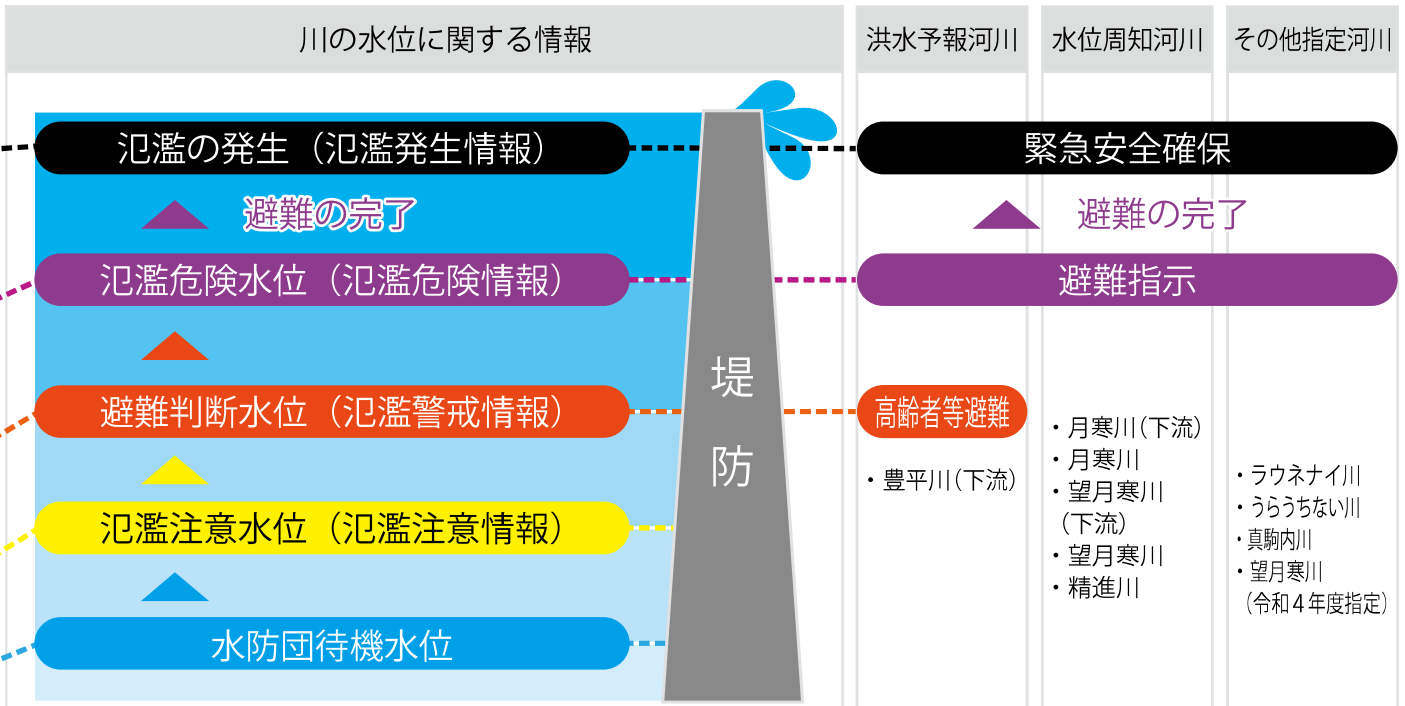 川の水位に関する情報
洪水予報河川
水位周知河川
その他指定河川
氾濫の発生（氾濫発生情報）
緊急安全確保
避難の完了
避難の完了
氾濫危険水位（氾濫危険情報）
避難指示
避難判断水位（氾濫警戒情報）
高齢者等避難
氾濫注意水位（氾濫注意情報）
水防団待機水位
堤
防
・豊平川（下流）
・月寒川（下流）
・月寒川
・望月寒川
（下流）
・望月寒川
・精進川
・ラウネナイ川
・うらうちない川
・真駒内川
・望月寒川
（令和４年度指定）